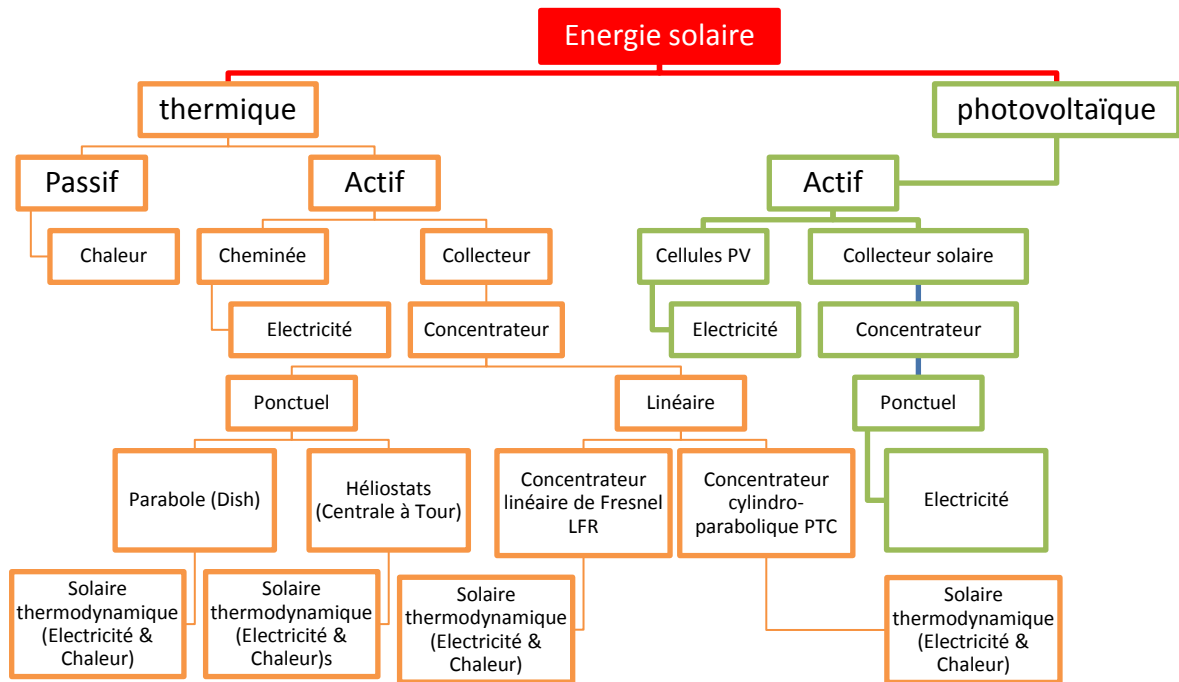 Energie solaire
thermique
photovoltaïque
Passif
Actif
Actif
Chaleur
Cheminée
Collecteur
Cellules PV
Collecteur solaire
Electricité
Concentrateur
Electricité
Concentrateur
Ponctuel
Linéaire
Ponctuel
Parabole (Dish)
Héliostats
(Centrale à Tour)
Concentrateur
linéaire de Fresnel
LFR
Concentrateur
cylindro-
parabolique PTC
Electricité
Solaire
thermodynamique
(Electricité &
Chaleur)
Solaire
thermodynamique
(Electricité &
Chaleur)s
Solaire
thermodynamique
(Electricité &
Chaleur)
Solaire
thermodynamique
(Electricité &
Chaleur)